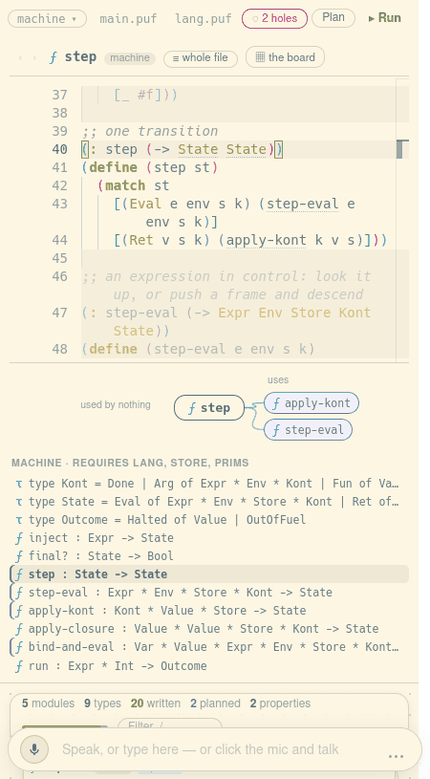 machine ▾ main.puf lang.puf 2 holes Plan ▸ Run
‹ › ƒ step machine ≡ whole file ▦ the board
37 [_ #f]))
38
39 ;; one transition
40 (: step (-> State State))
41 (define (step st)
42 (match st
43 [(Eval e env s k) (step-eval e
env s k)]
44 [(Ret v s k) (apply-kont k v s)]))
45
46 ;; an expression in control: look it
up, or push a frame and descend
47 (: step-eval (-> Expr Env Store Kont
State))
48 (define (step-eval e env s k)
uses
used by nothing ƒ step ƒ apply-kont
ƒ step-eval
MACHINE · REQUIRES LANG, STORE, PRIMS
τ type Kont = Done | Arg of Expr * Env * Kont | Fun of Va…
τ type State = Eval of Expr * Env * Store * Kont | Ret of…
τ type Outcome = Halted of Value | OutOfFuel
ƒ inject : Expr -> State
ƒ final? : State -> Bool
ƒ step : State -> State
ƒ step-eval : Expr * Env * Store * Kont -> State
ƒ apply-kont : Kont * Value * Store -> State
ƒ apply-closure : Value * Value * Store * Kont -> State
ƒ bind-and-eval : Var * Value * Expr * Env * Store * Kont…
ƒ run : Expr * Int -> Outcome
5 modules 9 types 20 written 2 planned 2 properties
Filter /
Speak, or type here — or click the mic and talk ...